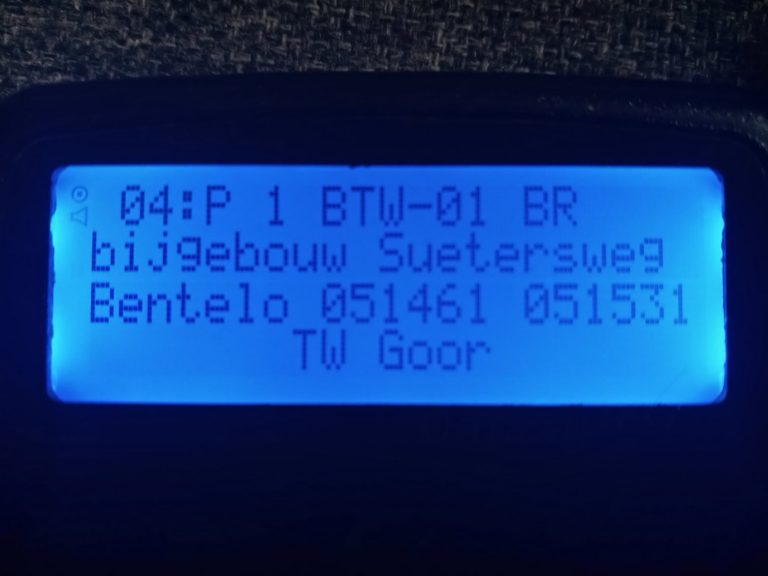 04:P 1 BTW-01 BR
bijgebouw Suetersweg
Bentelo 051461 051531
TW Goor